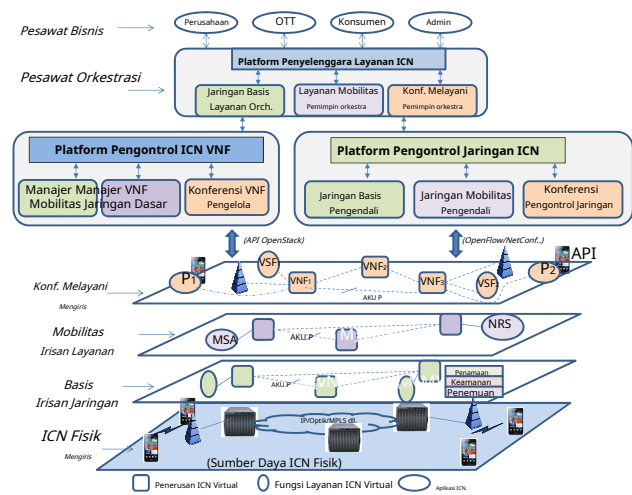 Pesawat Bisnis
Perusahaan
OTT
Konsumen
Admin
Pesawat Orkestrasi
Platform Penyelenggara Layanan ICN
Jaringan Basis
Layanan Orch.
Layanan Mobilitas
Pemimpin orkestra
Konf. Melayani
Pemimpin orkestra
Platform Pengontrol ICN VNF
Manajer Manajer VNF
Mobilitas Jaringan Dasar
Konferensi VNF
Pengelola
Platform Pengontrol Jaringan ICN
Jaringan Basis
Pengendali
Jaringan Mobilitas
Pengendali
Konferensi
Pengontrol Jaringan
(API OpenStack)
(OpenFlow/NetConf..)
API
Konf. Melayani
Mengiris
P1
VSF
VNF1
VNF2
VNF3
VSF2
P2
AKU P
Mobilitas
Irisan Layanan
MSA
AKU P
M
NRS
Basis
Irisan Jaringan
AKU P
VN
Penamaan
Keamanan
Penemuan
ICN Fisik
Mengiris
IP/Optik/MPLS dll.
(Sumber Daya ICN Fisik)
Penerusan ICN Virtual
Fungsi Layanan ICN Virtual
Aplikasi ICN.